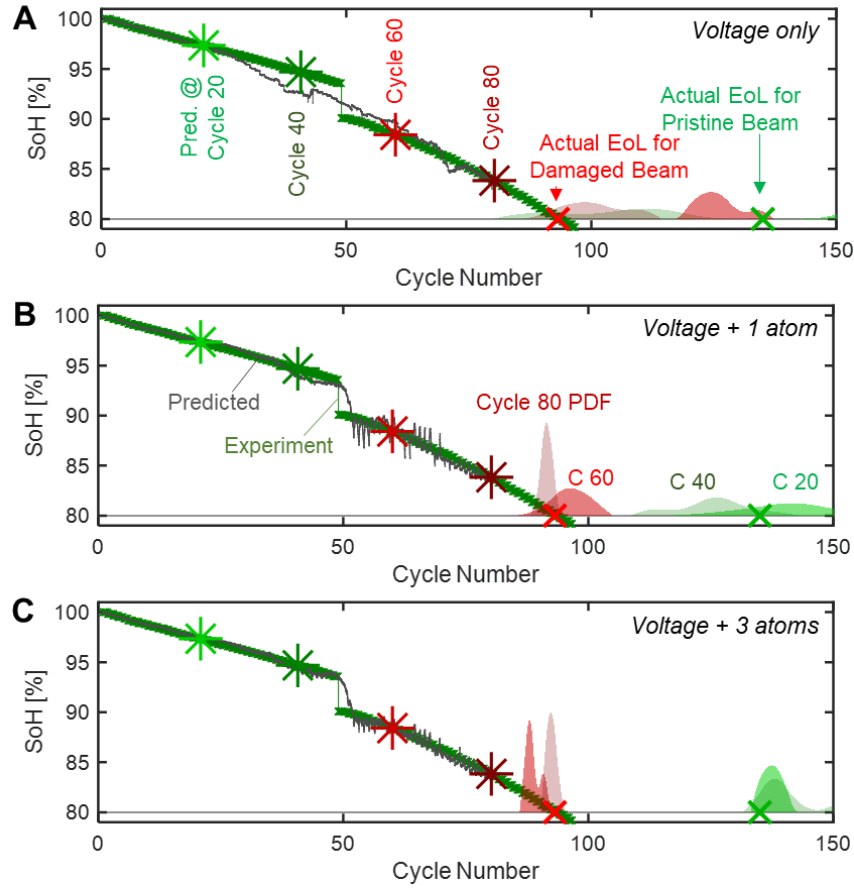 A
Voltage only
SoH [%]
100
95
90
85
80
Pred. @
Cycle 20
Cycle 40
Cycle 60
Cycle 80
Actual EoL for
Damaged Beam
Actual EoL for
Pristine Beam
0
50
100
150
Cycle Number
B
Voltage + 1 atom
SoH [%]
100
95
90
85
80
Predicted
Experiment
Cycle 80 PDF
C 60
C 40
C 20
0
50
100
150
Cycle Number
C
Voltage + 3 atoms
SoH [%]
100
95
90
85
80
0
50
100
150
Cycle Number